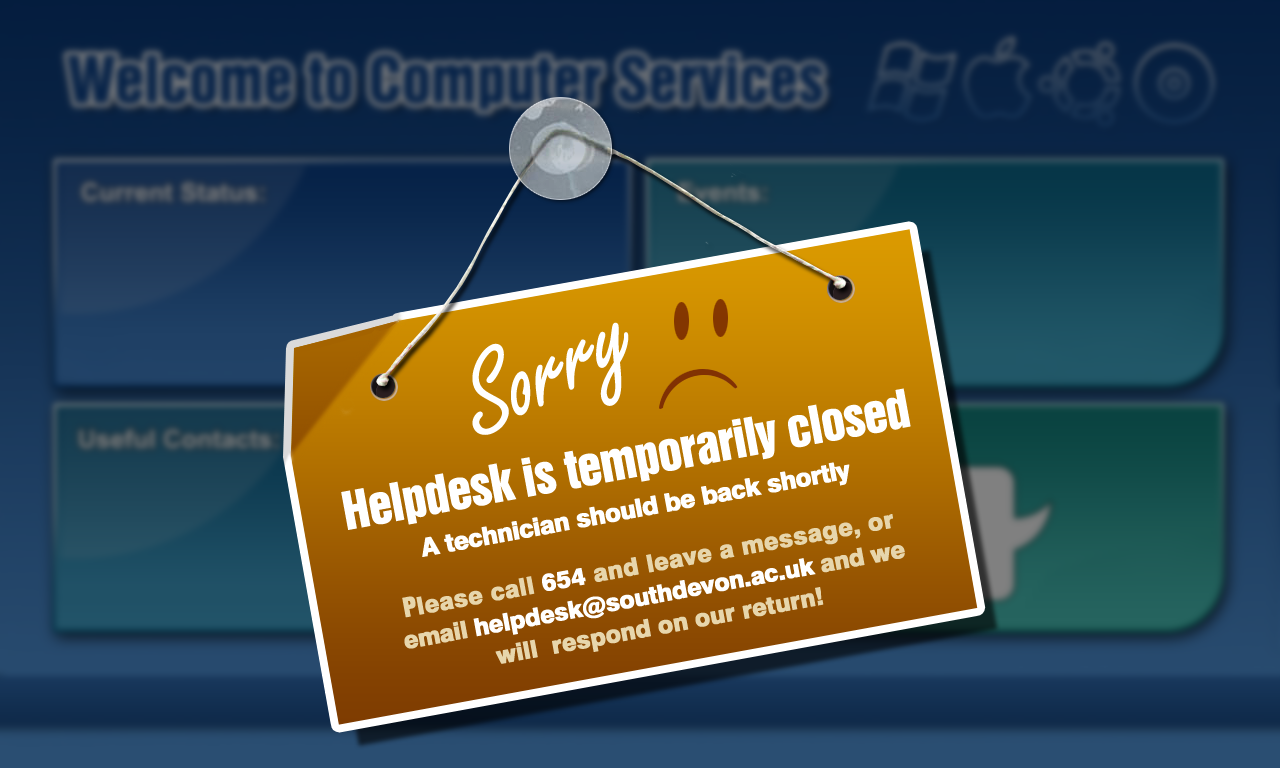 Welcome to Computer Services
Current Status:
Events:
Useful Contacts:
Sorry
Helpdesk is temporarily closed
A technician should be back shortly
Please call 654 and leave a message, or
email helpdesk@southdevon.ac.uk and we
will respond on our return!